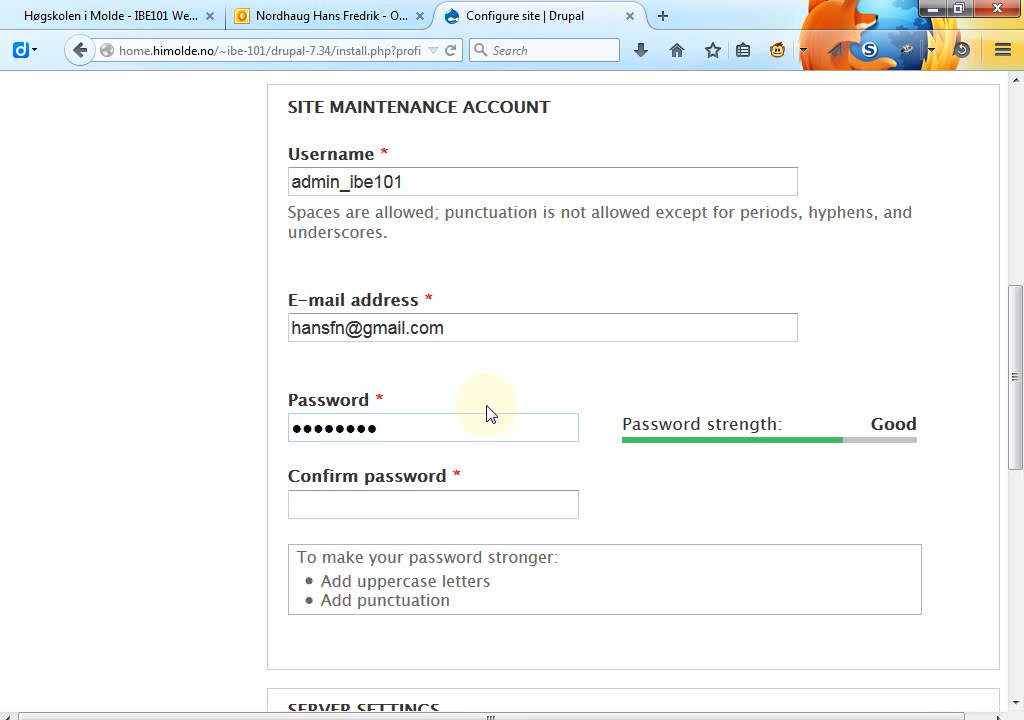 Høgskolen i Molde - IBE101 We...
Nordhaug Hans Fredrik - O...
Configure site | Drupal
home.himolde.no/~ibe-101/drupal-7.34/install.php?profi
Search
SITE MAINTENANCE ACCOUNT
Username *
admin_ibe101
Spaces are allowed; punctuation is not allowed except for periods, hyphens, and
underscores.
E-mail address *
hansfn@gmail.com
Password *
Password strength: Good
Confirm password *
To make your password stronger:
Add uppercase letters
Add punctuation
SERVER SETTINGS